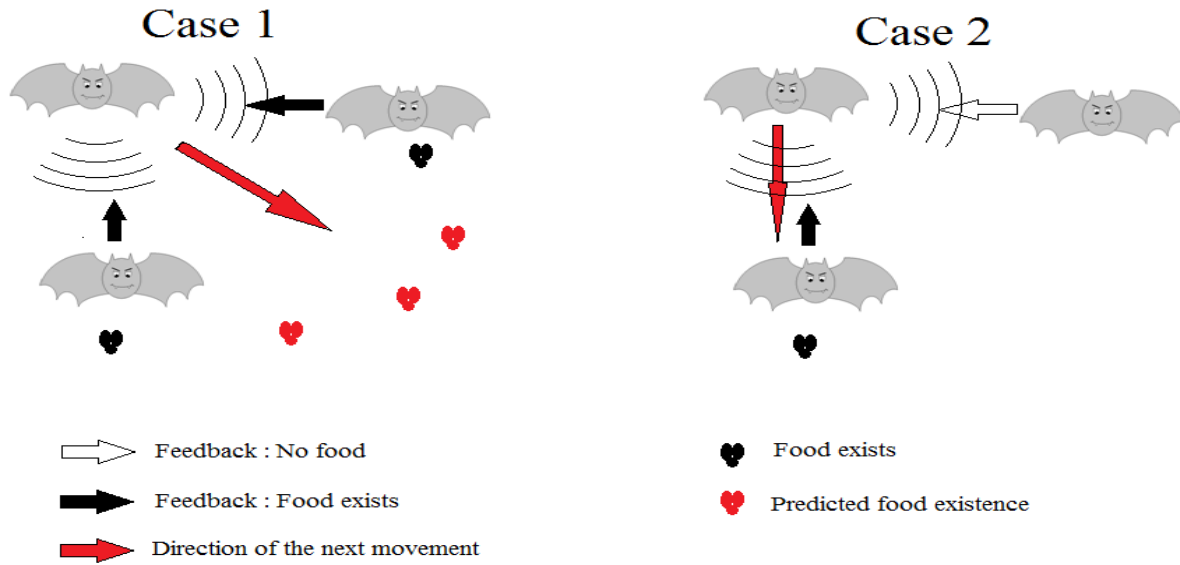 Case 1
Case 2
Feedback : No food
Feedback : Food exists
Direction of the next movement
Food exists
Predicted food existence